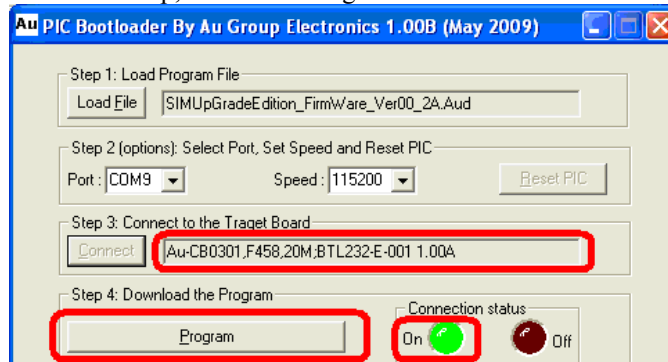 Au PIC Bootloader By Au Group Electronics 1.00B (May 2009)
Step 1: Load Program File
Load File SIMUpGradeEdition_FirmWare_Ver00_2A.Aud
Step 2 (options): Select Port, Set Speed and Reset PIC
Port : COM9 Speed : 115200 Reset PIC
Step 3: Connect to the Traget Board
Connect Au-CB0301,F458,20M;BTL232-E-001 1.00A
Step 4: Download the Program
Connection status
Program On Off